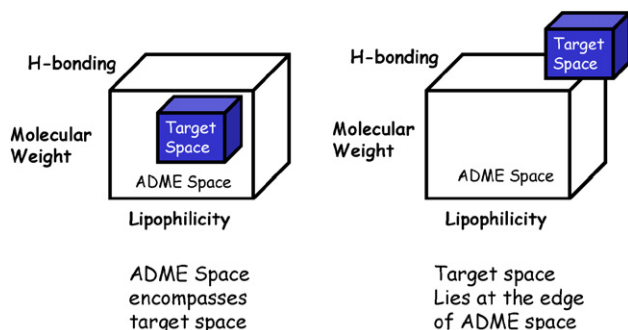 H-bonding
Molecular
Weight
Target
Space
ADME Space
Lipophilicity
ADME Space
encompasses
target space
H-bonding
Target
Space
Molecular
Weight
ADME Space
Lipophilicity
Target space
Lies at the edge
of ADME space